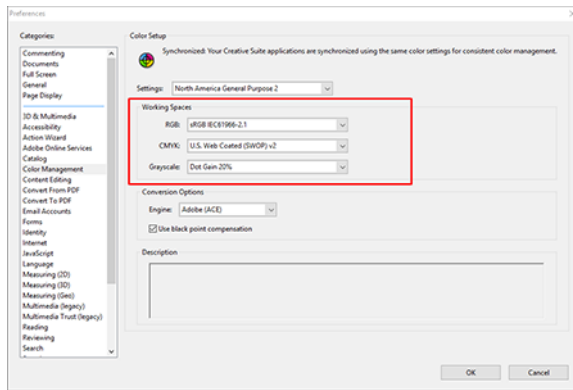 Preferences
Categories:
Commenting
Documents
Full Screen
General
Page Display
3D & Multimedia
Accessibility
Action Wizard
Adobe Online Services
Catalog
Color Management
Content Editing
Convert From PDF
Convert To PDF
Email Accounts
Forms
Identity
Internet
JavaScript
Language
Measuring (2D)
Measuring (3D)
Measuring (Geo)
Multimedia (legacy)
Multimedia Trust (legacy)
Reading
Reviewing
Search
Color Setup
Synchronized: Your Creative Suite applications are synchronized using the same color settings for consistent color management.
Settings: North America General Purpose 2
Working Spaces
RGB: sRGB IEC61966-2.1
CMYK: U.S. Web Coated (SWOP) v2
Grayscale: Dot Gain 20%
Conversion Options
Engine: Adobe (ACE)
Use black point compensation
Description
OK Cancel